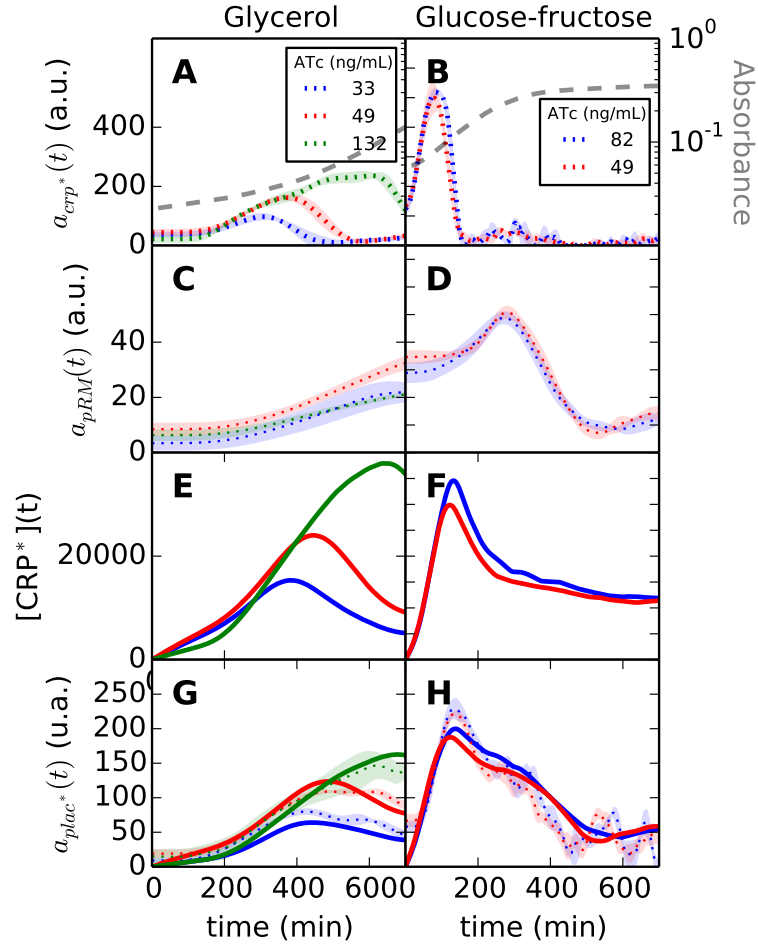 Glycerol Glucose-fructose
A
ATc (ng/mL)
33
49
132
B
ATc (ng/mL)
82
49
10^0
10^-1
Absorbance
400
200
0
a_crp*(t) (a.u.)
C D
40
20
0
a_pRM(t) (a.u.)
E F
20000
0
[CRP*](t)
G H
250
200
150
100
50
0
a_plac*(t) (u.a.)
0 200 400 6000 200 400 600
time (min) time (min)